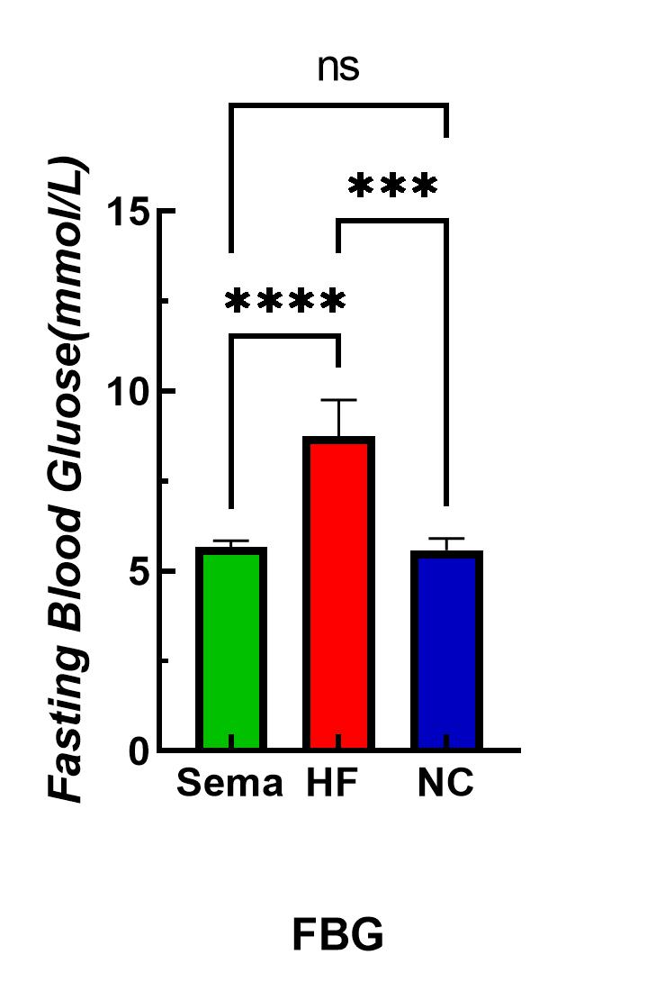 ns
***
****
Fasting Blood Gluose(mmol/L)
15
10
5
0
Sema HF NC
FBG